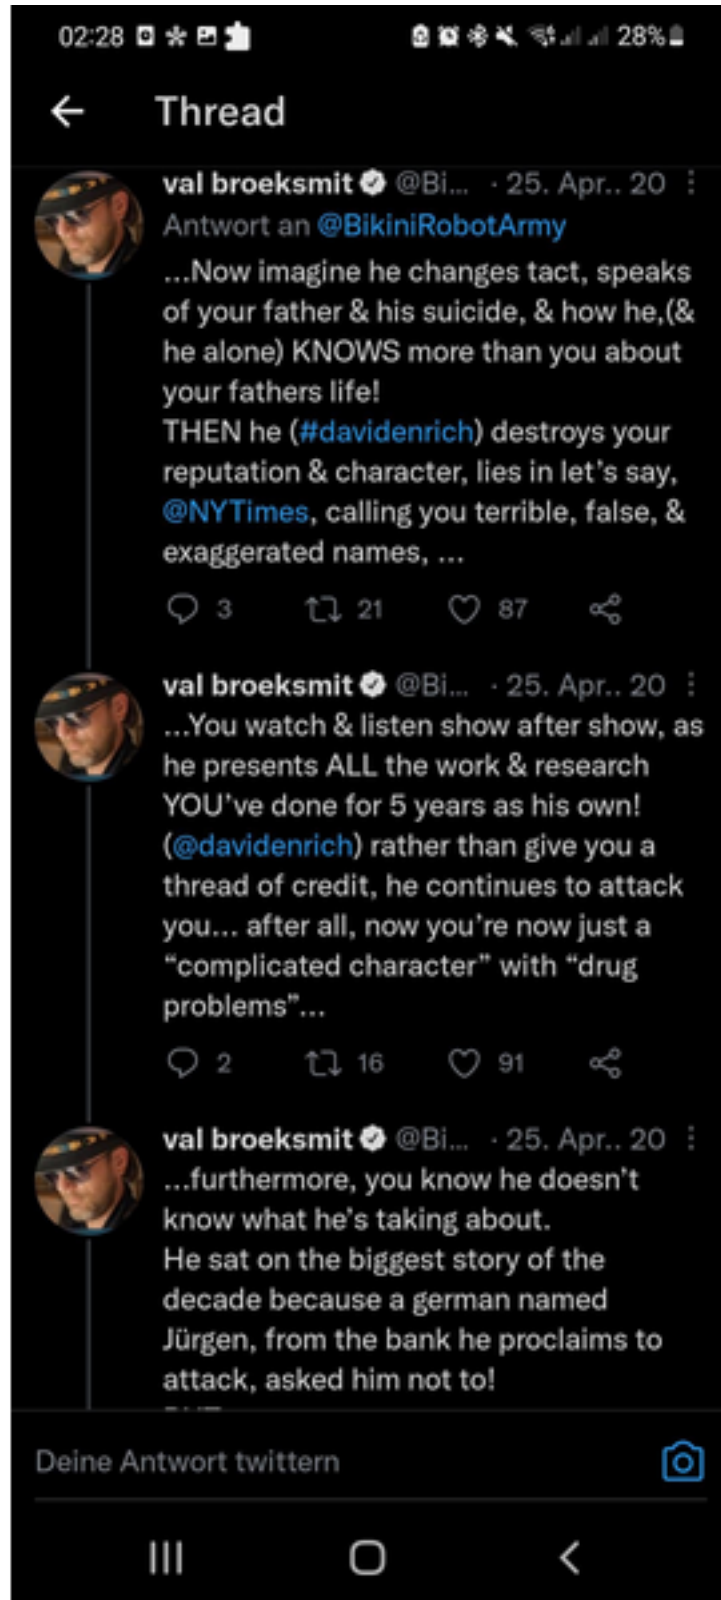 02:28 28%
Thread
val broeksmit @Bi... · 25. Apr.. 20
Antwort an @BikiniRobotArmy
...Now imagine he changes tact, speaks
of your father & his suicide, & how he,(&
he alone) KNOWS more than you about
your fathers life!
THEN he (#davidenrich) destroys your
reputation & character, lies in let's say,
@NYTimes, calling you terrible, false, &
exaggerated names, ...
3 21 87
val broeksmit @Bi... · 25. Apr.. 20
...You watch & listen show after show, as
he presents ALL the work & research
YOU've done for 5 years as his own!
(@davidenrich) rather than give you a
thread of credit, he continues to attack
you... after all, now you're now just a
“complicated character” with “drug
problems”...
2 16 91
val broeksmit @Bi... · 25. Apr.. 20
...furthermore, you know he doesn't
know what he's taking about.
He sat on the biggest story of the
decade because a german named
Jürgen, from the bank he proclaims to
attack, asked him not to!
Deine Antwort twittern